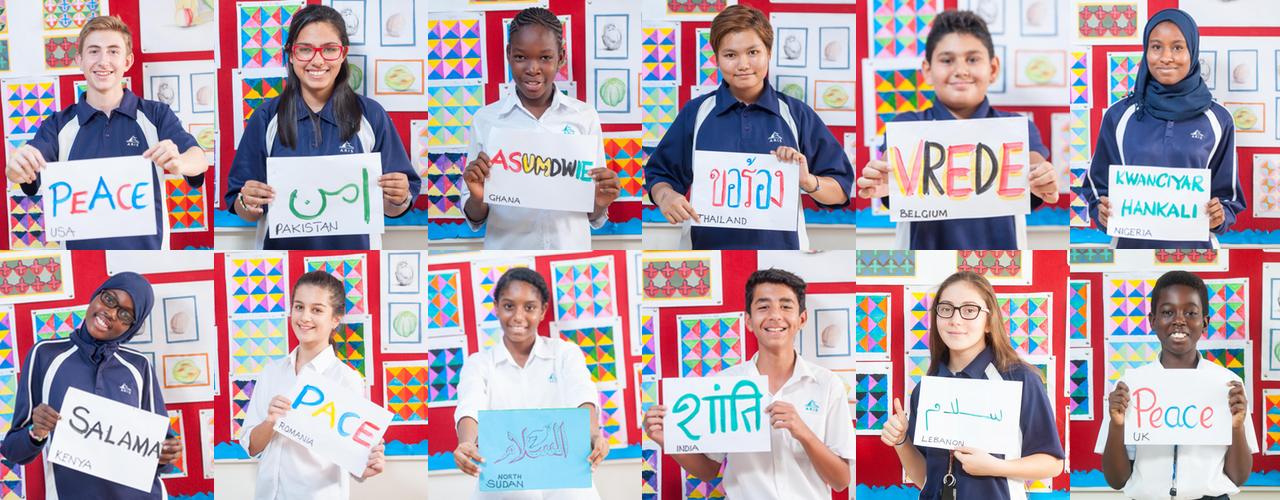 PEACE
USA
امن
PAKISTAN
ASUMDWIE
GHANA
ขอร้อง
THAILAND
VREDE
BELGIUM
KWANCIYAR
HANKALI
NIGERIA
SALAMA
KENYA
PACE
ROMANIA
السلام
NORTH
SUDAN
शांति
INDIA
سلام
LEBANON
Peace
UK